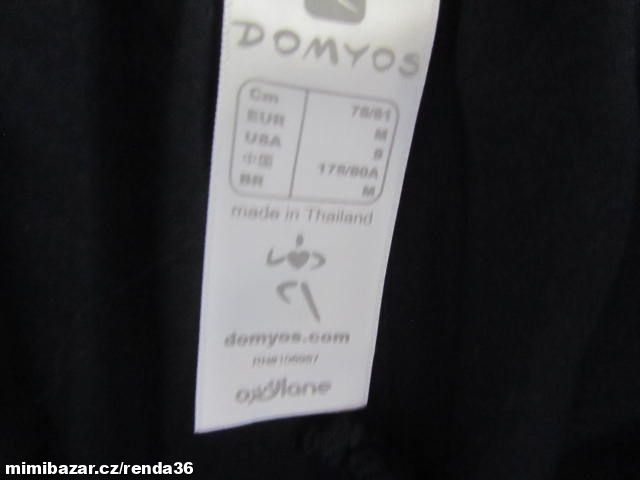 DOMYOS
Cm 78/81
EUR M
USA 8
中国 175/80A
BR M
made in Thailand
domyos.com
oxylane
mimibazar.cz/renda36